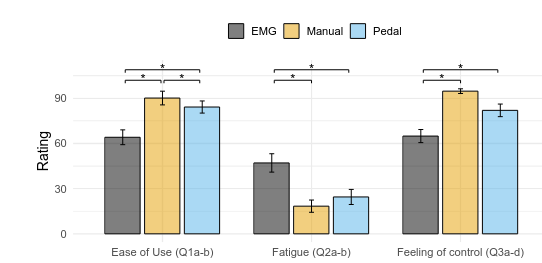 EMG Manual Pedal
* * *
* * * *
90
60
30
0
Rating
Ease of Use (Q1a-b) Fatigue (Q2a-b) Feeling of control (Q3a-d)